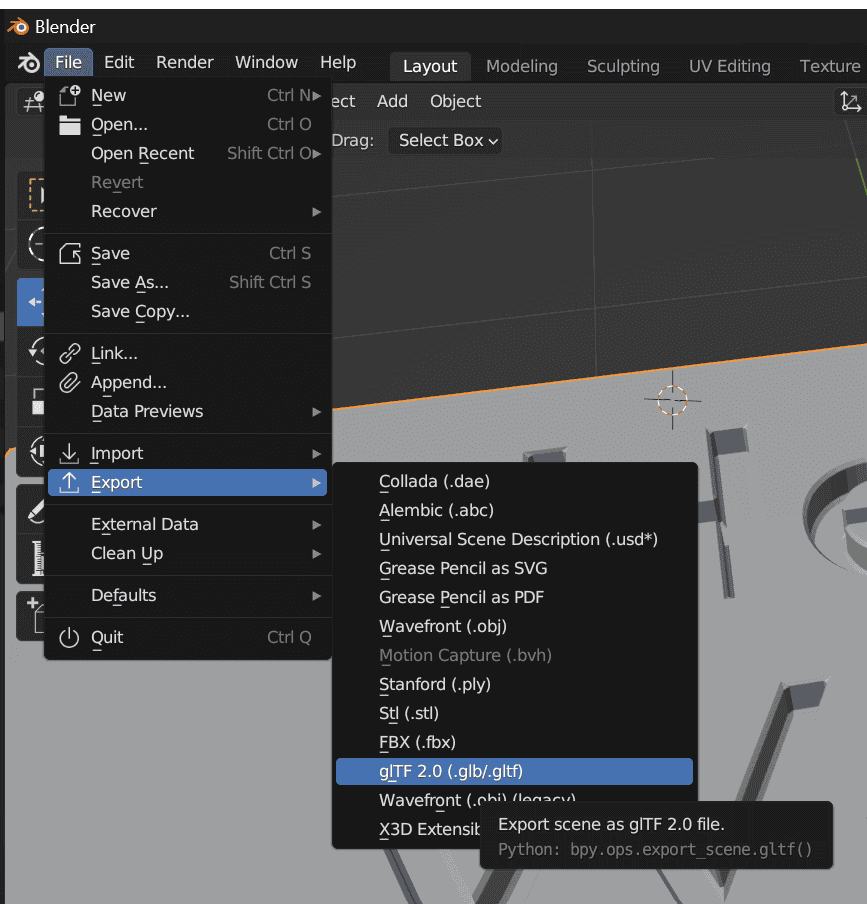 Blender
File Edit Render Window Help Layout Modeling Sculpting UV Editing Texture
ect Add Object
Drag: Select Box
New Ctrl N
Open... Ctrl O
Open Recent Shift Ctrl O
Revert
Recover
Save Ctrl S
Save As... Shift Ctrl S
Save Copy...
Link...
Append...
Data Previews
Import
Export
External Data
Clean Up
Defaults
Quit Ctrl Q
Collada (.dae)
Alembic (.abc)
Universal Scene Description (.usd*)
Grease Pencil as SVG
Grease Pencil as PDF
Wavefront (.obj)
Motion Capture (.bvh)
Stanford (.ply)
Stl (.stl)
FBX (.fbx)
glTF 2.0 (.glb/.gltf)
Wavefront (.obj) (legacy)
X3D Extensib
Export scene as glTF 2.0 file.
Python: bpy.ops.export_scene.gltf()